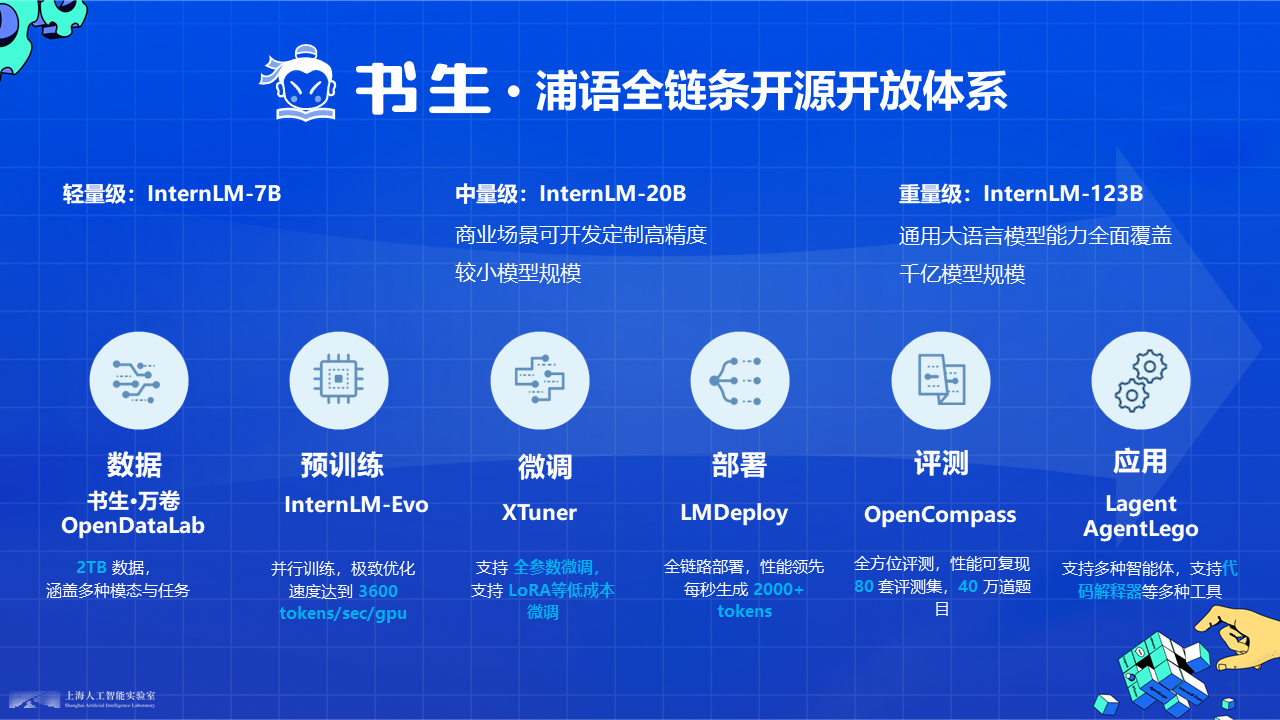 书生·浦语全链条开源开放体系
轻量级：InternLM-7B
中量级：InternLM-20B
商业场景可开发定制高精度
较小模型规模
重量级：InternLM-123B
通用大语言模型能力全面覆盖
千亿模型规模
数据
书生·万卷
OpenDataLab
2TB 数据，
涵盖多种模态与任务
预训练
InternLM-Evo
并行训练，极致优化
速度达到 3600
tokens/sec/gpu
微调
XTuner
支持 全参数微调，
支持 LoRA等低成本
微调
部署
LMDeploy
全链路部署，性能领先
每秒生成 2000+
tokens
评测
OpenCompass
全方位评测，性能可复现
80 套评测集，40 万道题
目
应用
Lagent
AgentLego
支持多种智能体，支持代
码解释器等多种工具
上海人工智能实验室
Shanghai Artificial Intelligence Laboratory